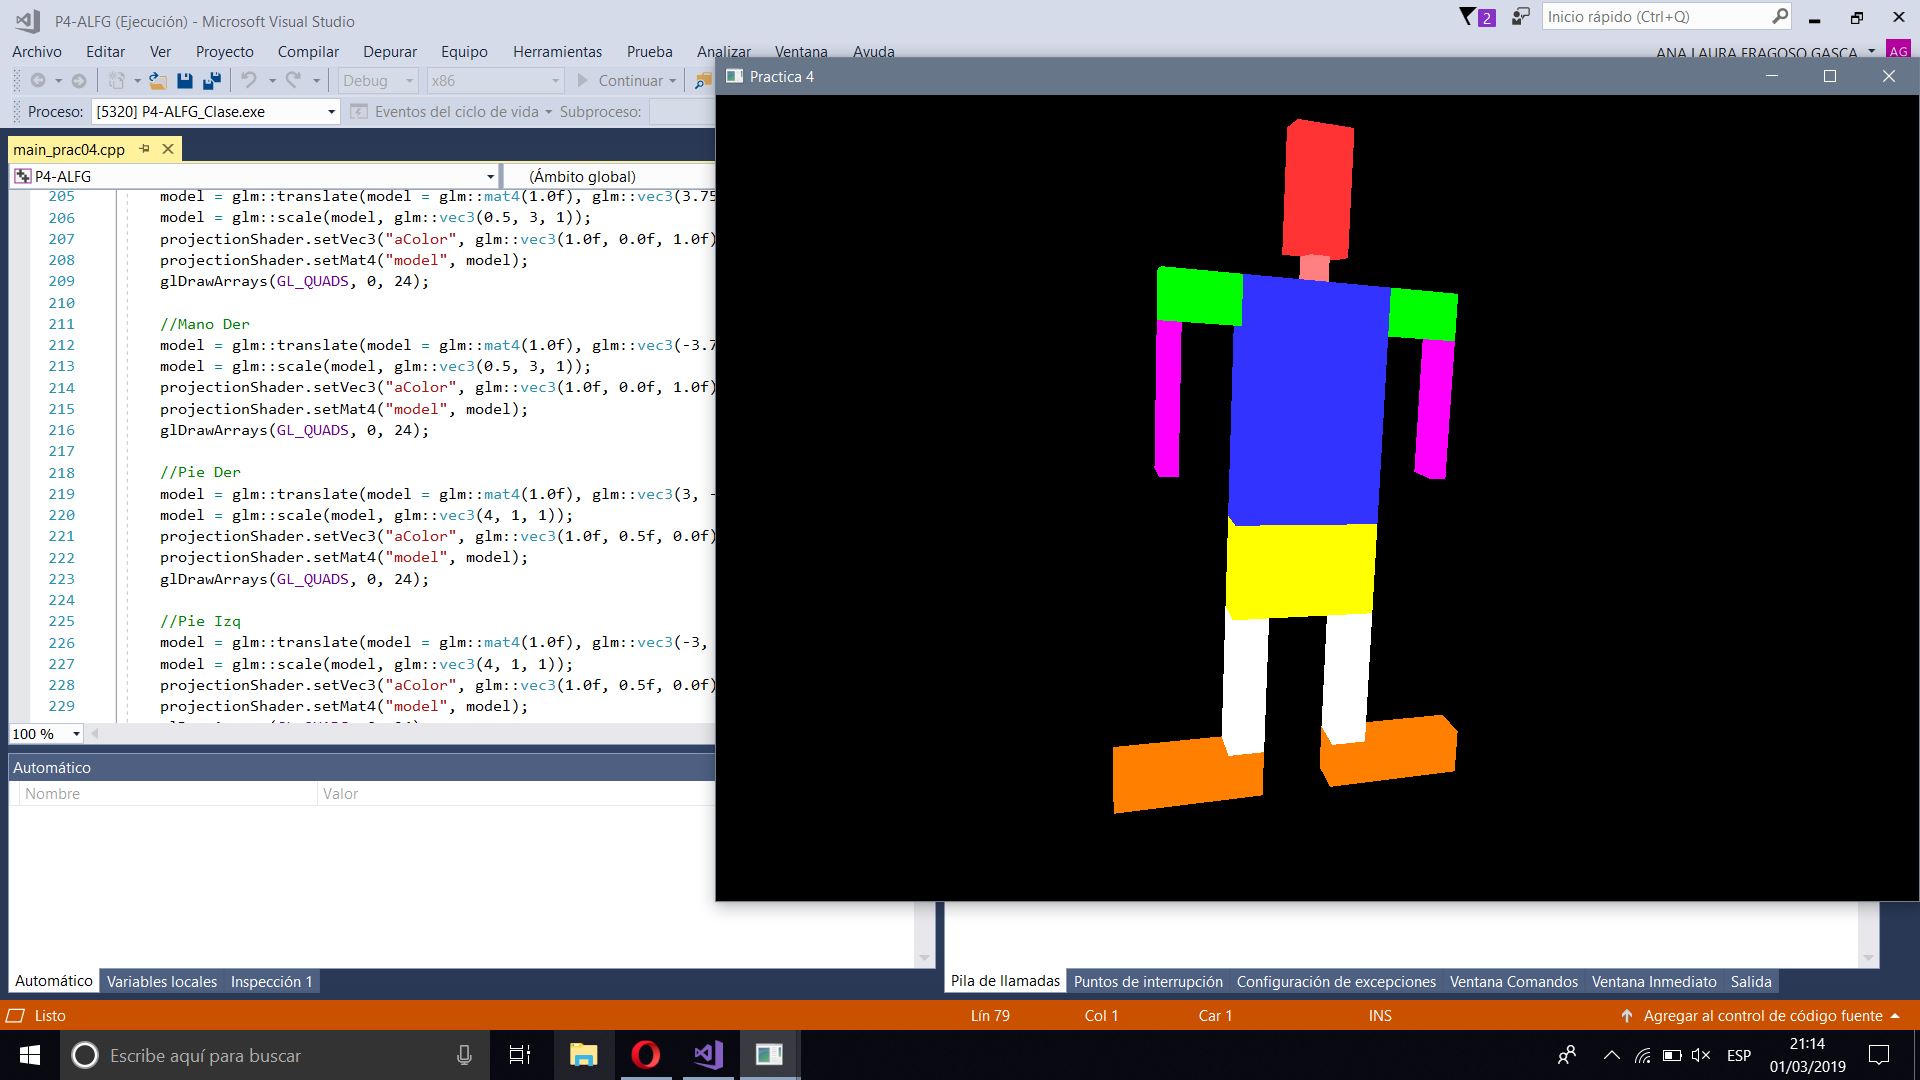 P4-ALFG (Ejecución) - Microsoft Visual Studio
2
Inicio rápido (Ctrl+Q)
Archivo Editar Ver Proyecto Compilar Depurar Equipo Herramientas Prueba Analizar Ventana Ayuda
ANA LAURA FRAGOSO GASCA AG
Debug x86 Continuar
Proceso: [5320] P4-ALFG_Clase.exe Eventos del ciclo de vida Subproceso:
Practica 4
main_prac04.cpp
P4-ALFG (Ámbito global)
205 model = glm::translate(model = glm::mat4(1.0f), glm::vec3(3.75
206 model = glm::scale(model, glm::vec3(0.5, 3, 1));
207 projectionShader.setVec3("aColor", glm::vec3(1.0f, 0.0f, 1.0f)
208 projectionShader.setMat4("model", model);
209 glDrawArrays(GL_QUADS, 0, 24);
210
211 //Mano Der
212 model = glm::translate(model = glm::mat4(1.0f), glm::vec3(-3.7
213 model = glm::scale(model, glm::vec3(0.5, 3, 1));
214 projectionShader.setVec3("aColor", glm::vec3(1.0f, 0.0f, 1.0f)
215 projectionShader.setMat4("model", model);
216 glDrawArrays(GL_QUADS, 0, 24);
217
218 //Pie Der
219 model = glm::translate(model = glm::mat4(1.0f), glm::vec3(3, -
220 model = glm::scale(model, glm::vec3(4, 1, 1));
221 projectionShader.setVec3("aColor", glm::vec3(1.0f, 0.5f, 0.0f)
222 projectionShader.setMat4("model", model);
223 glDrawArrays(GL_QUADS, 0, 24);
224
225 //Pie Izq
226 model = glm::translate(model = glm::mat4(1.0f), glm::vec3(-3,
227 model = glm::scale(model, glm::vec3(4, 1, 1));
228 projectionShader.setVec3("aColor", glm::vec3(1.0f, 0.5f, 0.0f)
229 projectionShader.setMat4("model", model);
100 %
Automático
Nombre Valor
Automático Variables locales Inspección 1
Pila de llamadas Puntos de interrupción Configuración de excepciones Ventana Comandos Ventana Inmediato Salida
Listo Lín 79 Col 1 Car 1 INS Agregar al control de código fuente
Escribe aquí para buscar
ESP
21:14
01/03/2019